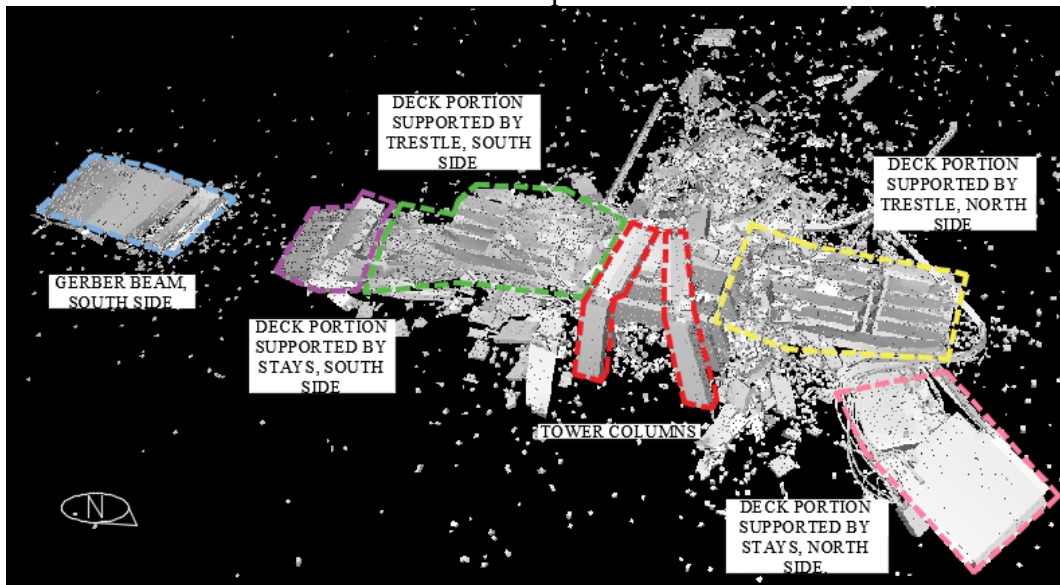 DECK PORTION
SUPPORTED BY
TRESTLE, SOUTH
SIDE
DECK PORTION
SUPPORTED BY
TRESTLE, NORTH
SIDE
GERBER BEAM,
SOUTH SIDE
DECK PORTION
SUPPORTED BY
STAYS, SOUTH
SIDE
TOWER COLUMNS
DECK PORTION
SUPPORTED BY
STAYS, NORTH
SIDE.
N